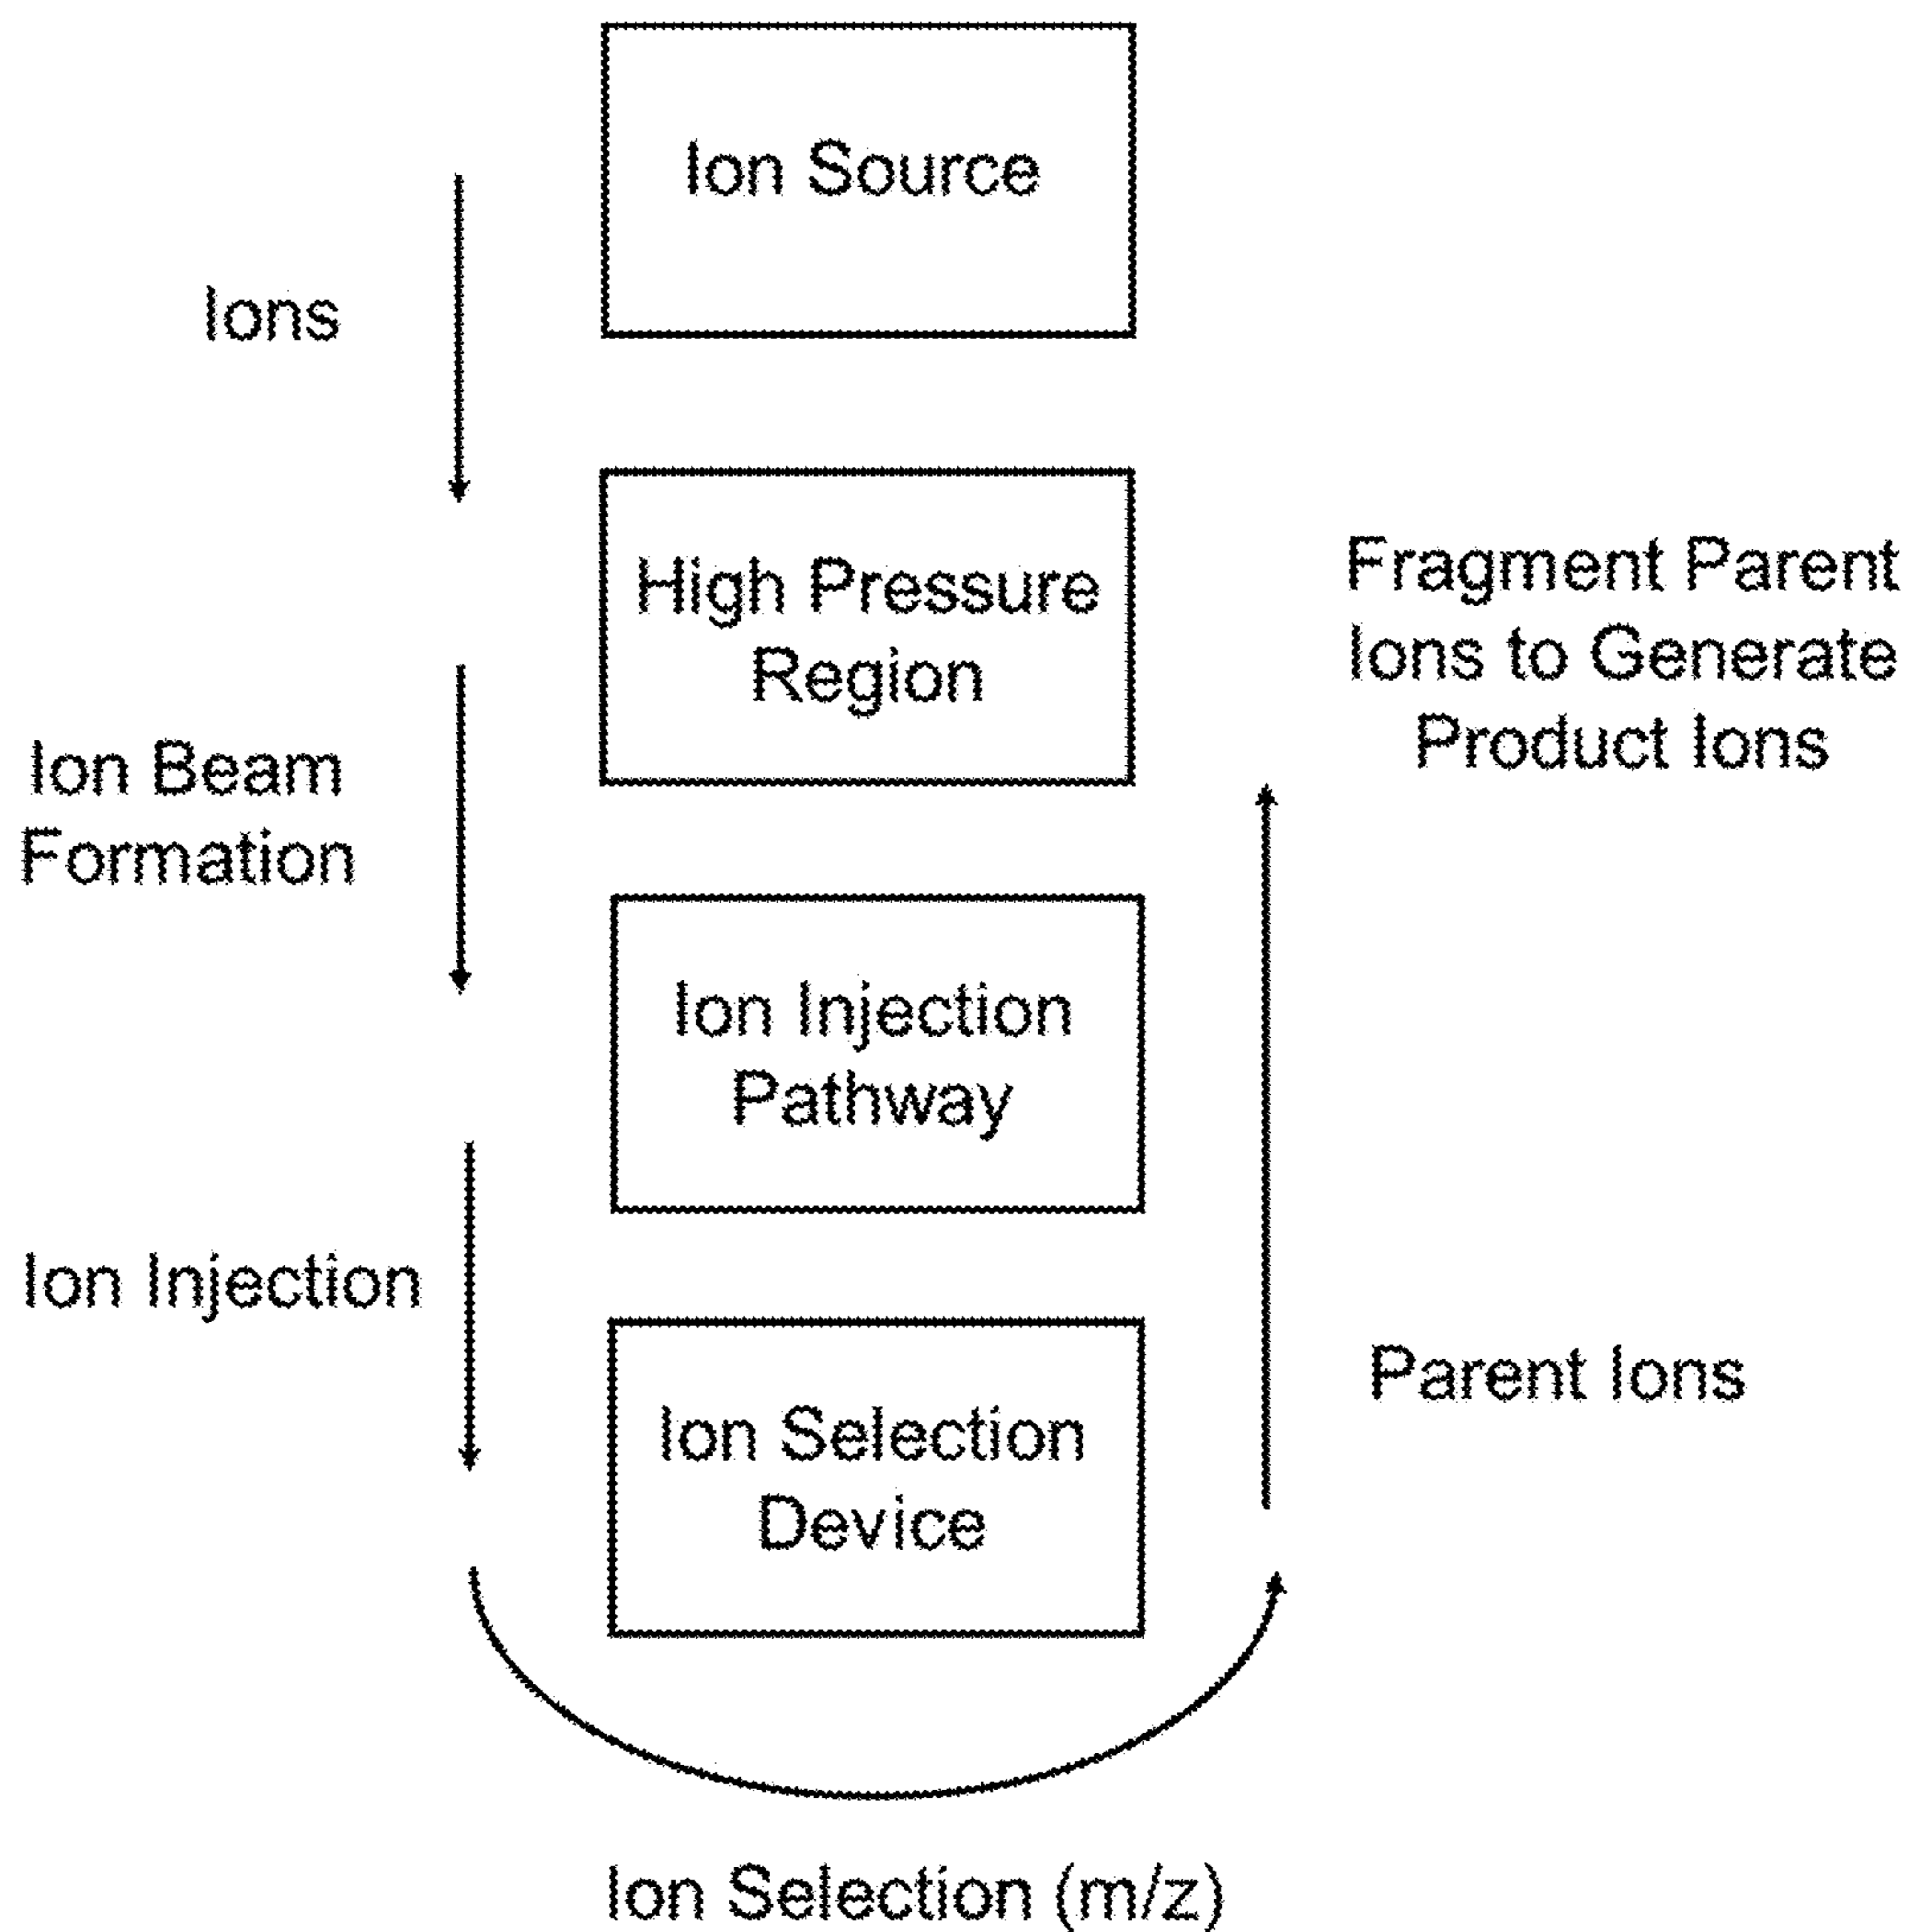 Ion Source
Ions
High Pressure
Region
Fragment Parent
Ions to Generate
Product Ions
Ion Beam
Formation
Ion Injection
Pathway
Ion Injection
Parent Ions
Ion Selection
Device
Ion Selection (m/z)